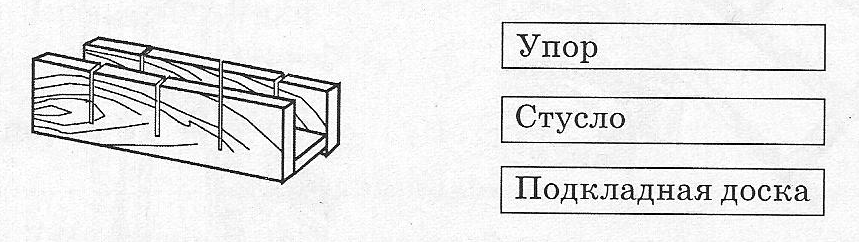 Упор
Стусло
Подкладная доска